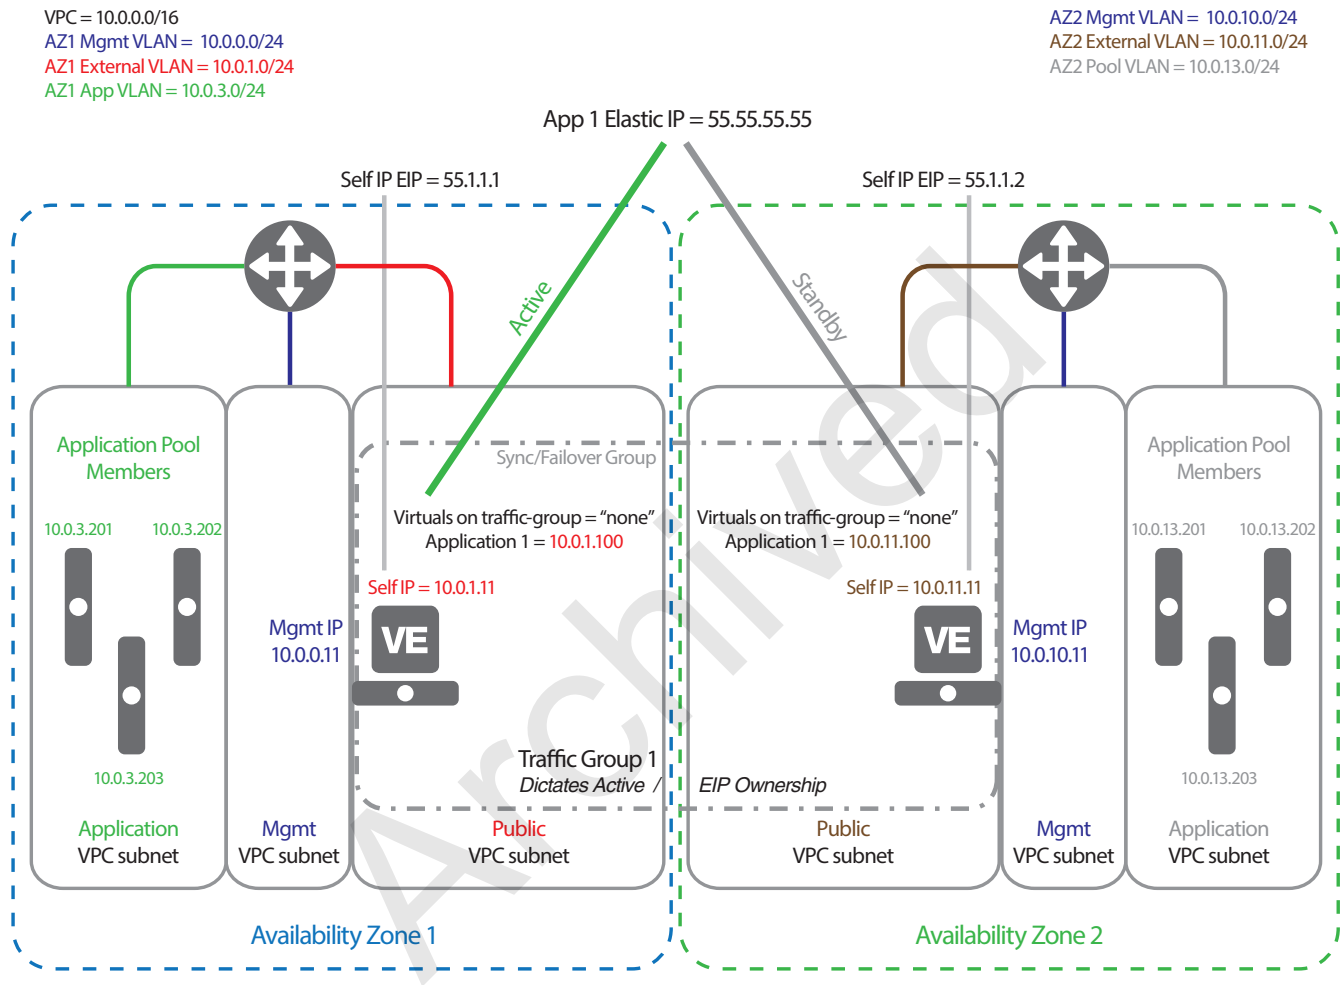 VPC = 10.0.0.0/16
AZ1 Mgmt VLAN = 10.0.0.0/24
AZ1 External VLAN = 10.0.1.0/24
AZ1 App VLAN = 10.0.3.0/24
AZ2 Mgmt VLAN = 10.0.10.0/24
AZ2 External VLAN = 10.0.11.0/24
AZ2 Pool VLAN = 10.0.13.0/24
App 1 Elastic IP = 55.55.55.55
Self IP EIP = 55.1.1.1
Self IP EIP = 55.1.1.2
Active
Standby
Application Pool
Members
10.0.3.201
10.0.3.202
10.0.3.203
Application
VPC subnet
Mgmt IP
10.0.0.11
Mgmt
VPC subnet
Sync/Failover Group
Virtuals on traffic-group = “none”
Application 1 = 10.0.1.100
Self IP = 10.0.1.11
VE
Traffic Group 1
Dictates Active / EIP Ownership
Public
VPC subnet
Virtuals on traffic-group = “none”
Application 1 = 10.0.11.100
Self IP = 10.0.11.11
VE
Public
VPC subnet
Mgmt IP
10.0.10.11
Mgmt
VPC subnet
Application Pool
Members
10.0.13.201
10.0.13.202
10.0.13.203
Application
VPC subnet
Availability Zone 1
Availability Zone 2
Archived